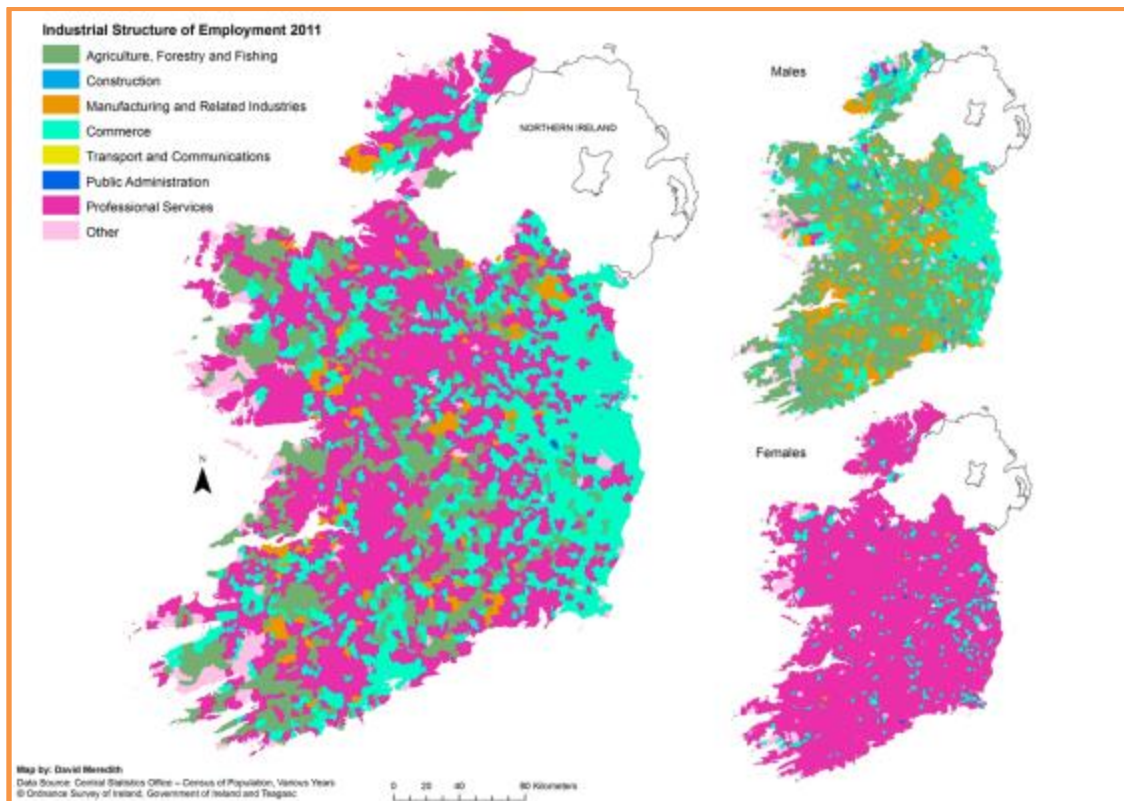 Industrial Structure of Employment 2011
Agriculture, Forestry and Fishing
Construction
Manufacturing and Related Industries
Commerce
Transport and Communications
Public Administration
Professional Services
Other
NORTHERN IRELAND
Males
Females
N
Map by: David Meredith
Data Source: Central Statistics Office – Census of Population, Various Years
© Ordnance Survey of Ireland, Government of Ireland and Teagasc
0 20 40 80 Kilometers